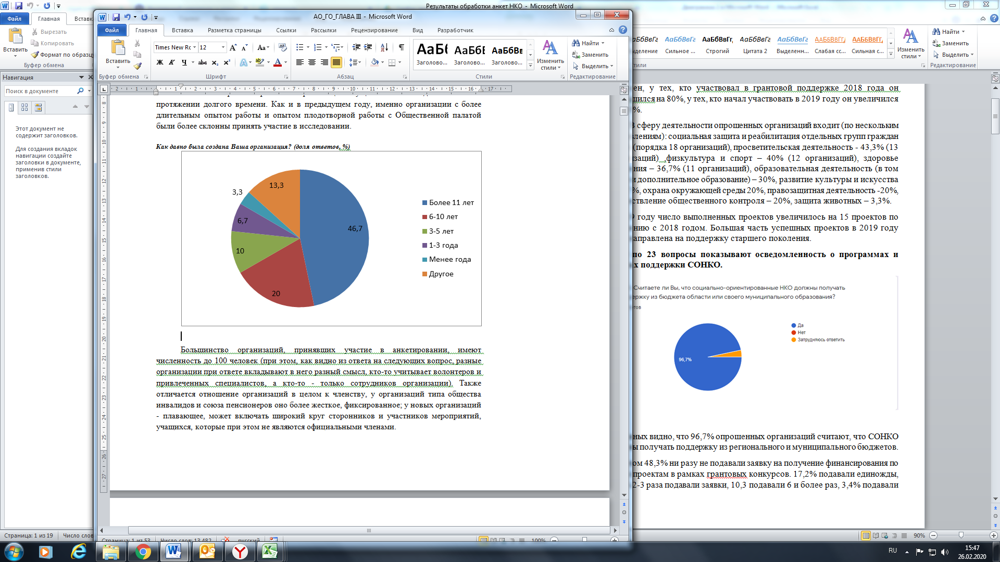 Результаты обработки анкет НКО - Microsoft Word
Файл
Главная
Вставка
Вырезать
Копировать
Формат по образцу
Вставить
Буфер обмена
Навигация
Поиск в документе
Этот документ не
содержит заголовков.
Для создания вкладок
навигации создайте
заголовки в документе,
применив стили
заголовков.
Страница: 1 из 19
Число слов
АО_ГО_ГЛАВА III - Microsoft Word
Файл
Главная
Вставка
Разметка страницы
Ссылки
Рассылки
Рецензирование
Вид
Разработчик
Вставить
Буфер обмена
Times New Rc
12
Шрифт
Абзац
АаБб АаБбВ АаБбВв
Заголово... Заголово... Заголово...
Изменить
стили
Стили
Найти
Заменить
Выделить
Редактирование
протяжении долгого времени. Как и в предыдущем году, именно организации с более
длительным опытом работы и опытом плодотворной работы с Общественной палатой
были более склонны принять участие в исследовании.
Как давно была создана Ваша организация? (доля ответов, %)
13,3
3,3
6,7
10
20
46,7
Более 11 лет
6-10 лет
3-5 лет
1-3 года
Менее года
Другое
Большинство организаций, принявших участие в анкетировании, имеют
численность до 100 человек (при этом, как видно из ответа на следующих вопрос, разные
организации при ответе вкладывают в него разный смысл, кто-то учитывает волонтеров и
привлеченных специалистов, а кто-то - только сотрудников организации). Также
отличается отношение организаций в целом к членству, у организаций типа общества
инвалидов и союза пенсионеров оно более жесткое, фиксированное; у новых организаций
- плавающее, может включать широкий круг сторонников и участников мероприятий,
учащихся, которые при этом не являются официальными членами.
Страница: 1 из 53
Число слов: 13 482
русский
100%
Выделение
Сильное ...
Строгий
Цитата 2
Выделенн...
Слабая сс...
Сильная с...
Изменить
стили
Найти
Заменить
Выделить
Редактирование
ен, у тех, кто участвовал в грантовой поддержке 2018 года он
шился на 80%, у тех, кто начал участвовать в 2019 году он увеличился
%.
В сферу деятельности опрошенных организаций входит (по нескольким
влениям): социальная защита и реабилитация отдельных групп граждан
(порядка 18 организаций), просветительская деятельность - 43,3% (13
изаций) ,физкультура и спорт – 40% (12 организаций), здоровье
ния – 36,7% (11 организаций), образовательная деятельность (в том
и дополнительное образование) – 30%, развитие культуры и искусства
%, охрана окружающей среды 20%, правозащитная деятельность -20%,
ствление общественного контроля – 20%, защита животных – 3,3%.
9 году число выполненных проектов увеличилось на 15 проектов по
нию с 2018 годом. Большая часть успешных проектов в 2019 году
аправлена на поддержку старшего поколения.
по 23 вопросы показывают осведомленность о программах и
х поддержки СОНКО.
Считаете ли Вы, что социально-ориентированные НКО должны получать
ержку из бюджета области или своего муниципального образования?
етов
96,7%
Да
Нет
Затрудняюсь ответить
ных видно, что 96,7% опрошенных организаций считают, что СОНКО
ы получать поддержку из регионального и муниципального бюджетов.
ом 48,3% ни разу не подавали заявку на получение финансирования по
проектам в рамках грантовых конкурсов. 17,2% подавали единожды,
2-3 раза подавали заявки, 10,3 подавали 6 и более раз, 3,4% подавали
90%
RU
15:47
26.02.2020